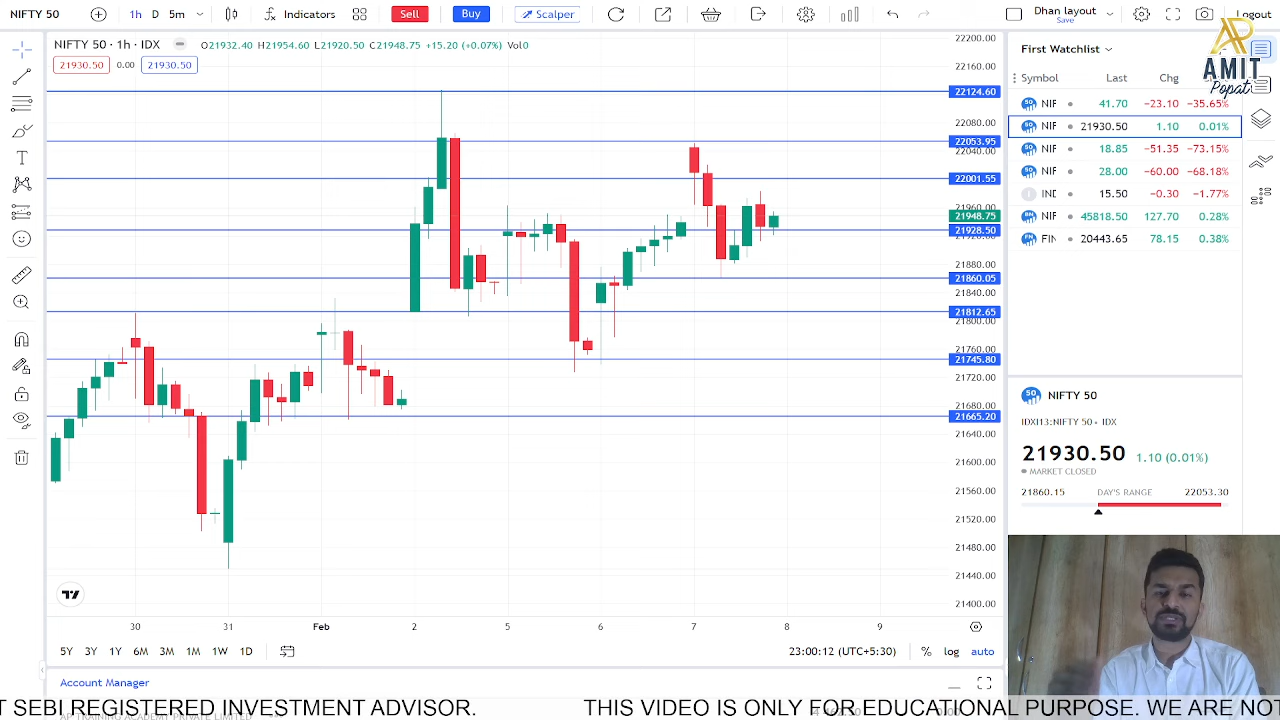 NIFTY 50 1h D 5m Indicators Sell Buy Scalper Dhan layout Save Logout
NIFTY 50 · 1h · IDX O21932.40 H21954.60 L21920.50 C21948.75 +15.20 (+0.07%) Vol0
21930.50 0.00 21930.50
22200.00
22160.00
22124.60
22080.00
22053.95
22040.00
22001.55
21960.00
21948.75
21928.50
21880.00
21860.05
21840.00
21812.65
21800.00
21760.00
21745.80
21720.00
21680.00
21665.20
21640.00
21600.00
21560.00
21520.00
21480.00
21440.00
21400.00
30 31 Feb 2 5 6 7 8 9
5Y 3Y 1Y 6M 3M 1M 1W 1D 23:00:12 (UTC+5:30) % log auto
Account Manager
First Watchlist
AP
AMIT
Popat
Symbol Last Chg
NIF 41.70 −23.10 −35.65%
NIF 21930.50 1.10 0.01%
NIF 18.85 −51.35 −73.15%
NIF 28.00 −60.00 −68.18%
IND 15.50 −0.30 −1.77%
NIF 45818.50 127.70 0.28%
FIN 20443.65 78.15 0.38%
50 NIFTY 50
IDXI13:NIFTY 50 • IDX
21930.50 1.10 (0.01%)
MARKET CLOSED
21860.15 DAY'S RANGE 22053.30
T SEBI REGISTERED INVESTMENT ADVISOR. THIS VIDEO IS ONLY FOR EDUCATIONAL PURPOSE. WE ARE NO